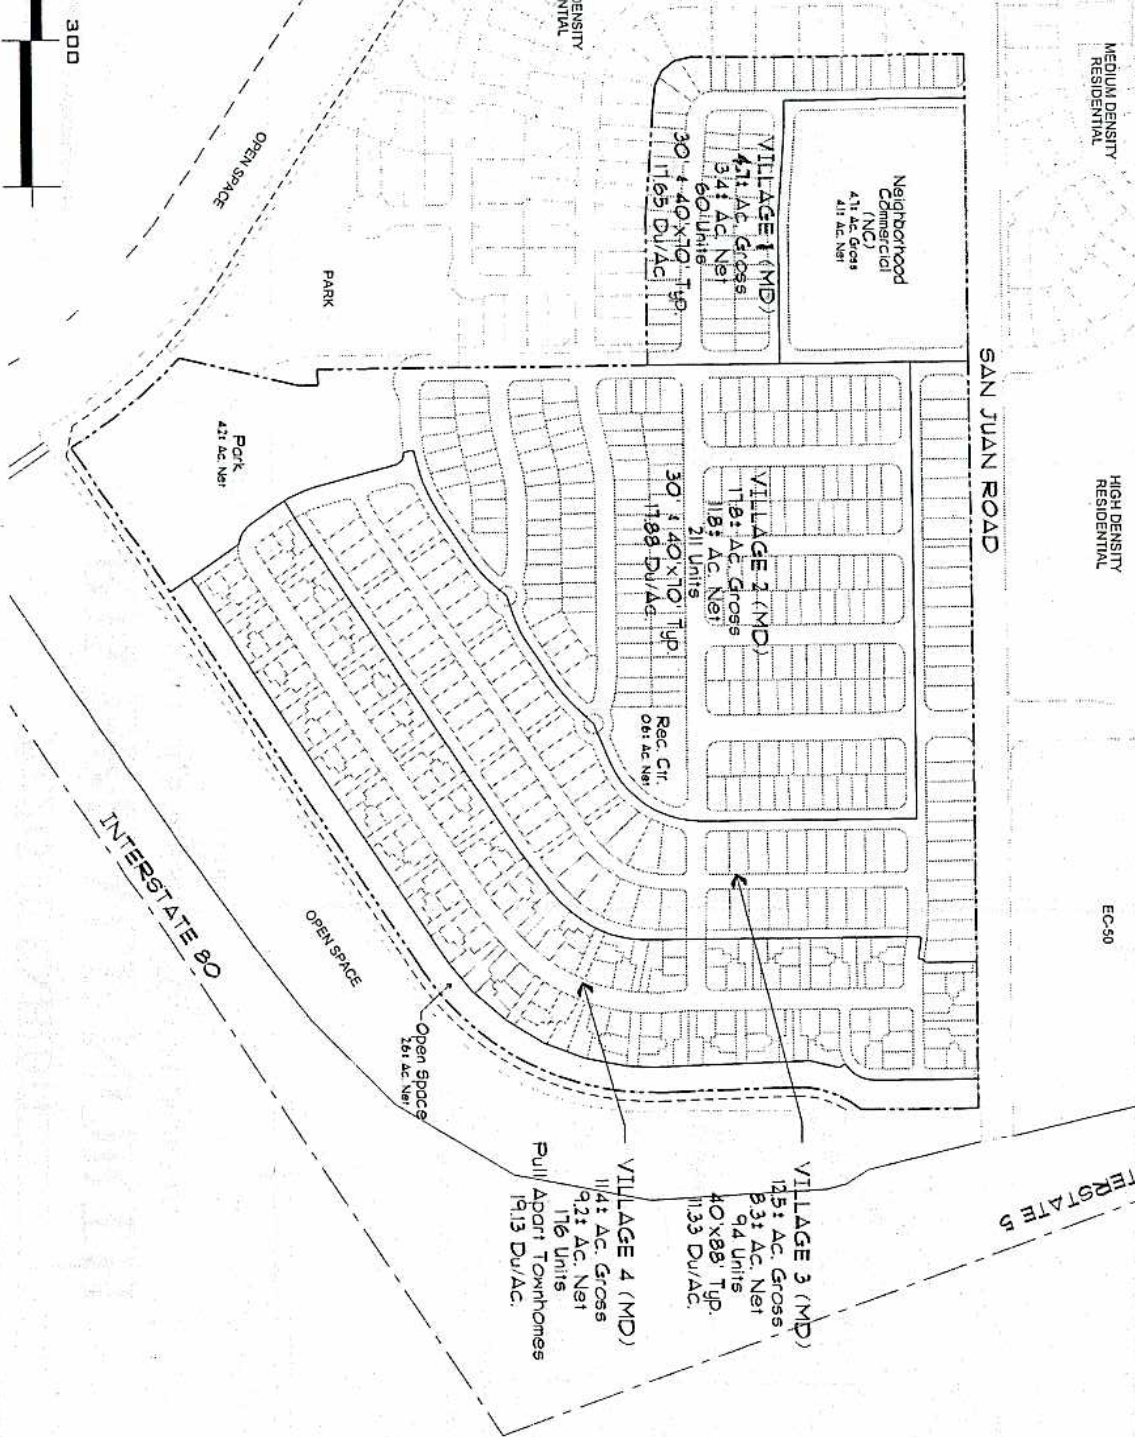 MEDIUM DENSITY
RESIDENTIAL
HIGH DENSITY
RESIDENTIAL
EC-50
SAN JUAN ROAD
Neighborhood
Commercial
(NC)
4.1± Ac. Gross
4.1± Ac. Net
VILLAGE 1 (MD)
4.7± Ac. Gross
3.4± Ac. Net
60 Units
30' & 40'x70' Typ.
17.65 Du/Ac.
VILLAGE 2 (MD)
17.8± Ac. Gross
11.8± Ac. Net
211 Units
30' & 40'x70' Typ.
17.88 Du/Ac.
Rec. Ctr.
0.6± Ac. Net
VILLAGE 3 (MD)
12.5± Ac. Gross
8.3± Ac. Net
94 Units
40'x88' Typ.
11.33 Du/Ac.
VILLAGE 4 (MD)
11.4± Ac. Gross
9.2± Ac. Net
176 Units
Pull Apart Townhomes
19.13 Du/Ac.
DENSITY
NTIAL
PARK
Park
OPEN SPACE
Open Space
2.6± Ac. Net
OPEN SPACE
INTERSTATE 80
TERSTATE 5
300